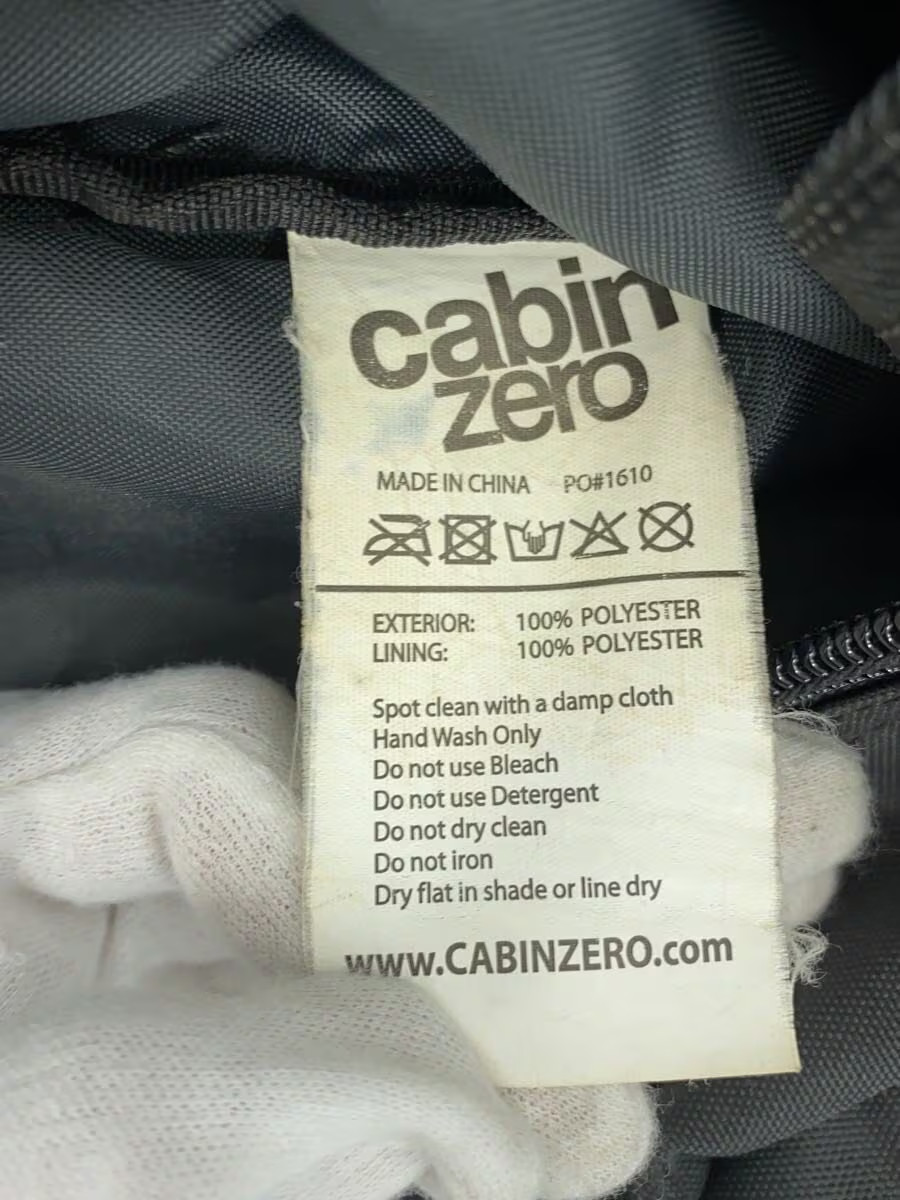 cabin
zero
MADE IN CHINA PO#1610
EXTERIOR: 100% POLYESTER
LINING: 100% POLYESTER
Spot clean with a damp cloth
Hand Wash Only
Do not use Bleach
Do not use Detergent
Do not dry clean
Do not iron
Dry flat in shade or line dry
www.CABINZERO.com